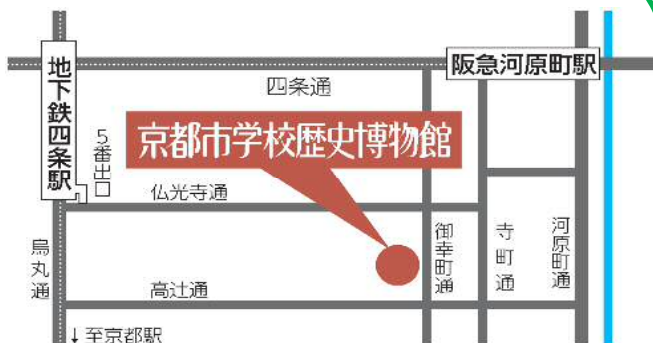 地下鉄四条駅
阪急河原町駅
四条通
5番出口
京都市学校歴史博物館
仏光寺通
烏丸通
御幸町通
寺町通
河原町通
高辻通
↓至京都駅